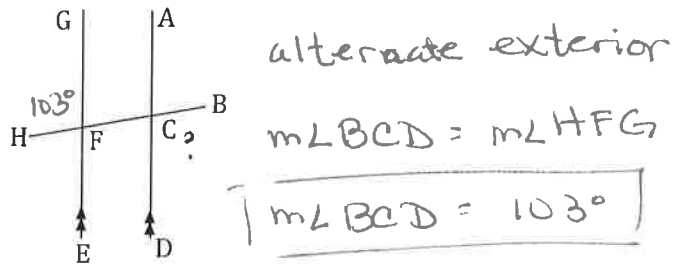 G A
alternate exterior
103°
B
H F C ?
m∠BCD = m∠HFG
m∠BCD = 103°
E D